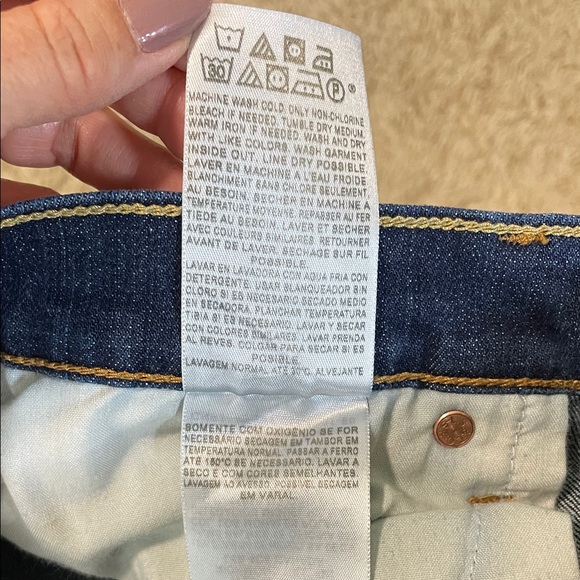 30 P ®
MACHINE WASH COLD. ONLY NON-CHLORINE
BLEACH IF NEEDED. TUMBLE DRY MEDIUM.
WARM IRON IF NEEDED. WASH AND DRY
WITH LIKE COLORS. WASH GARMENT
INSIDE OUT. LINE DRY POSSIBLE.
LAVER EN MACHINE A L'EAU FROIDE.
BLANCHIMENT SANS CHLORE SEULEMENT
AU BESOIN. SECHER EN MACHINE A
TEMPERATURE MOYENNE. REPASSER AU FER
TIEDE AU BESOIN. LAVER ET SECHER
AVEC COULEURS RETOURNER
AVANT DE LAVER. SECHAGE SUR FIL
POSSIBLE.
LAVAR EN LAVADORA CON AGUA FRIA CON
DETERGENTE. USAR BLANQUEADOR SIN
CLORO SI ES NECESARIO SECADO MEDIO
EN SECADORA. PLANCHAR TEMPERATURA
TIBIA SI ES NECESARIO. LAVAR CON
COLORES SIMILARES. LAVAR PRENDA
AL REVES. COLGAR PARA SECAR SI ES
POSIBLE.
LAVAGEM NORMAL ATÉ 30°C. ALVEJANTE
SOMENTE COM OXIGÊNIO SE FOR
NECESSÁRIO SECAGEM EM TAMBOR EM
TEMPERATURA NORMAL. PASSAR A FERRO
ATÉ 150°C SE NECESSÁRIO. LAVAR A
SECO E COM CORES SEMELHANTES.
LAVAGEM AO AVESSO. POSSÍVEL SECAGEM
EM VARAL.